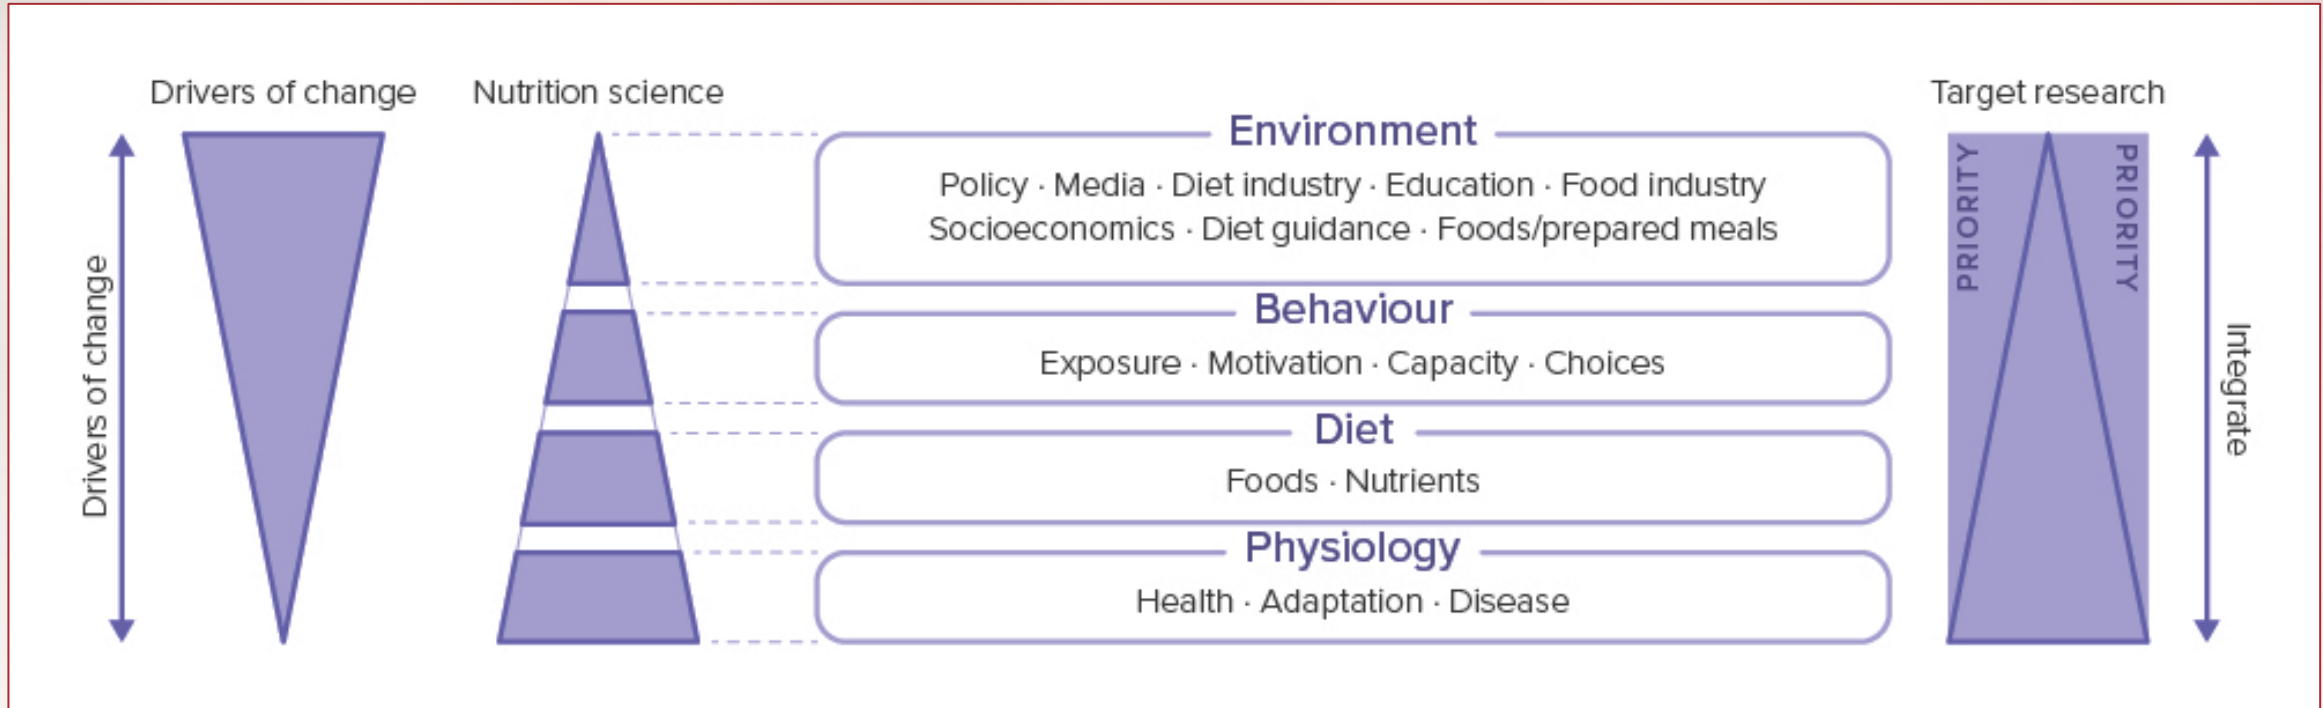 Drivers of change
Nutrition science
Target research
Drivers of change
Environment
Policy · Media · Diet industry · Education · Food industry
Socioeconomics · Diet guidance · Foods/prepared meals
Behaviour
Exposure · Motivation · Capacity · Choices
Diet
Foods · Nutrients
Physiology
Health · Adaptation · Disease
PRIORITY
PRIORITY
Integrate